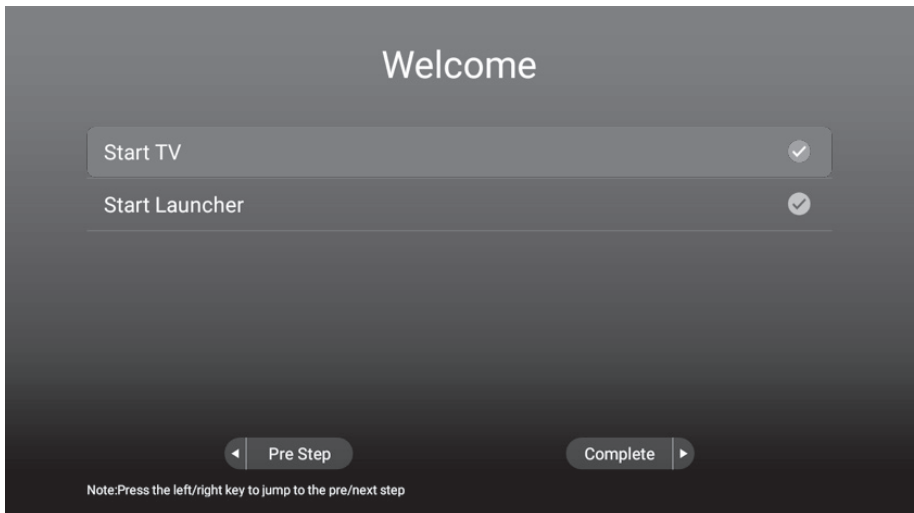 Welcome
Start TV
Start Launcher
Pre Step
Complete
Note:Press the left/right key to jump to the pre/next step